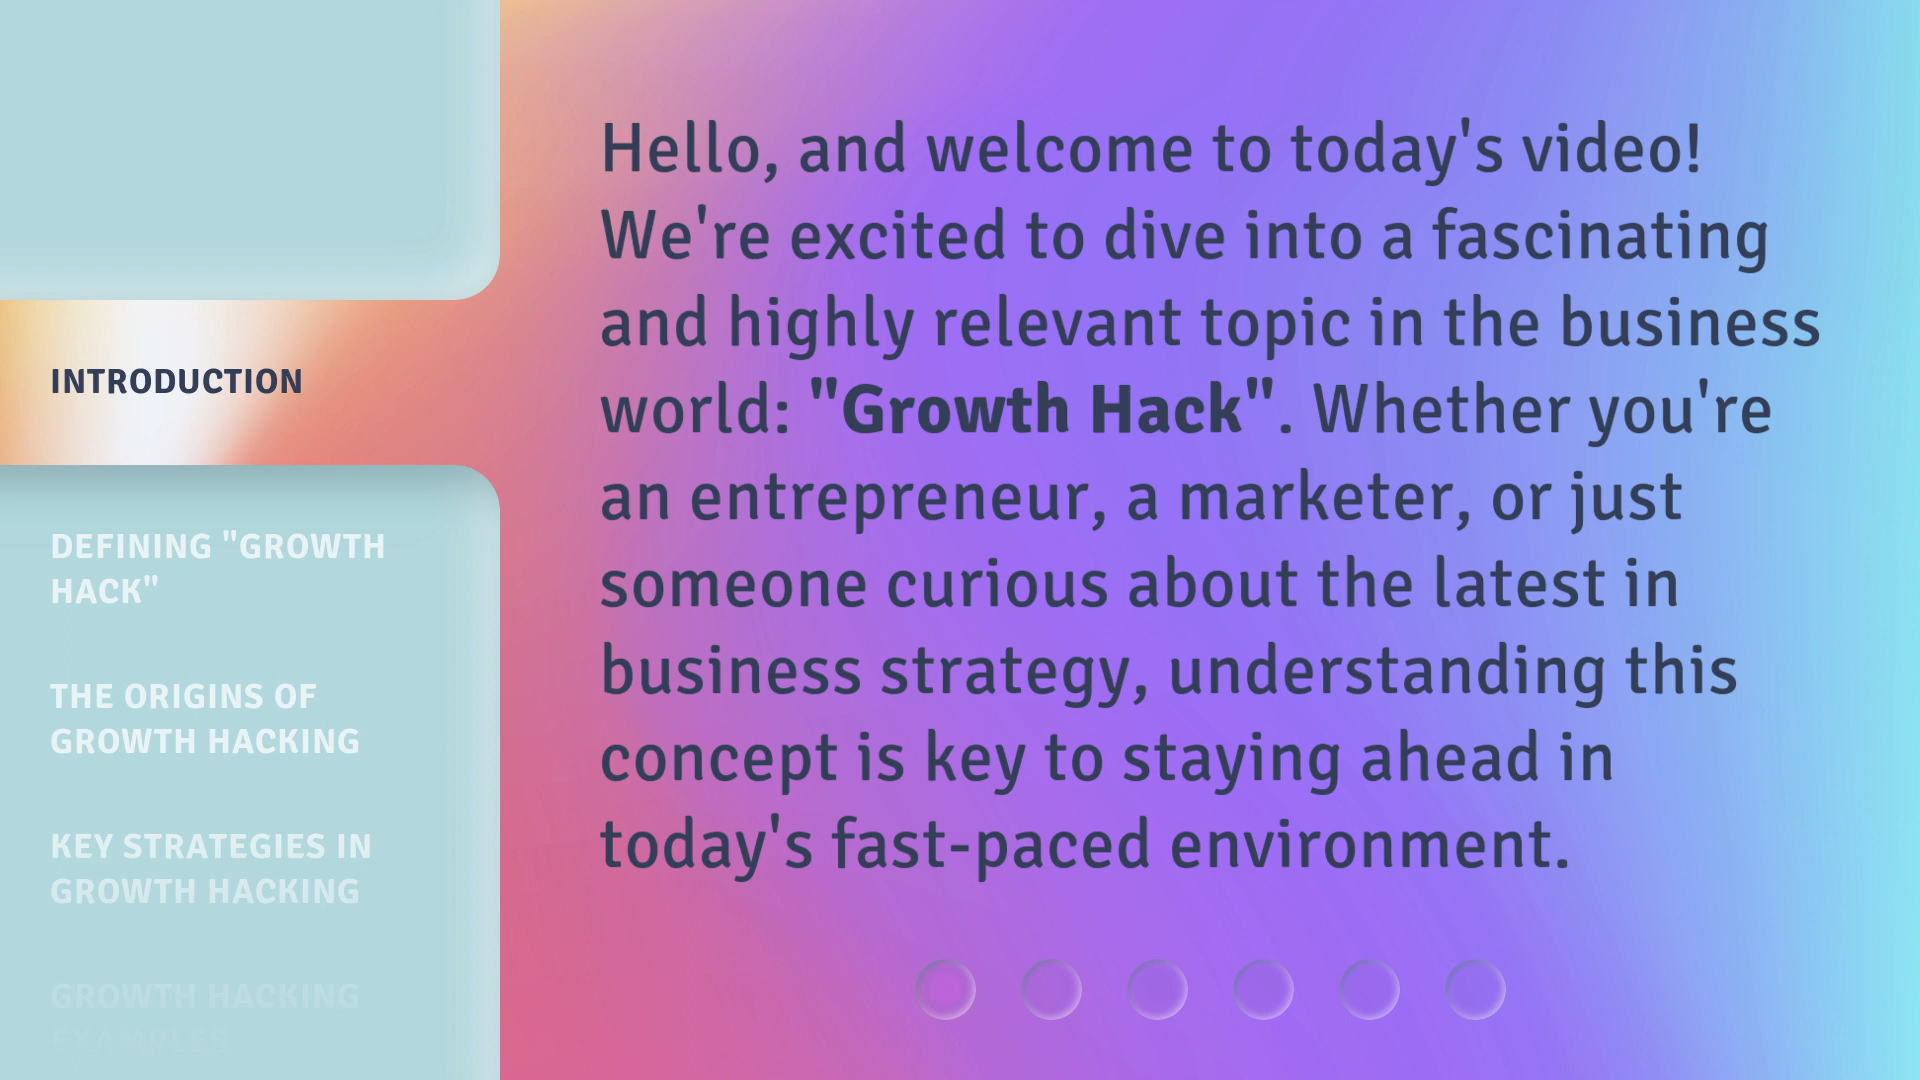 INTRODUCTION
DEFINING "GROWTH
HACK"
THE ORIGINS OF
GROWTH HACKING
KEY STRATEGIES IN
GROWTH HACKING
GROWTH HACKING
EXAMPLES
Hello, and welcome to today's video!
We're excited to dive into a fascinating
and highly relevant topic in the business
world: "Growth Hack". Whether you're
an entrepreneur, a marketer, or just
someone curious about the latest in
business strategy, understanding this
concept is key to staying ahead in
today's fast-paced environment.